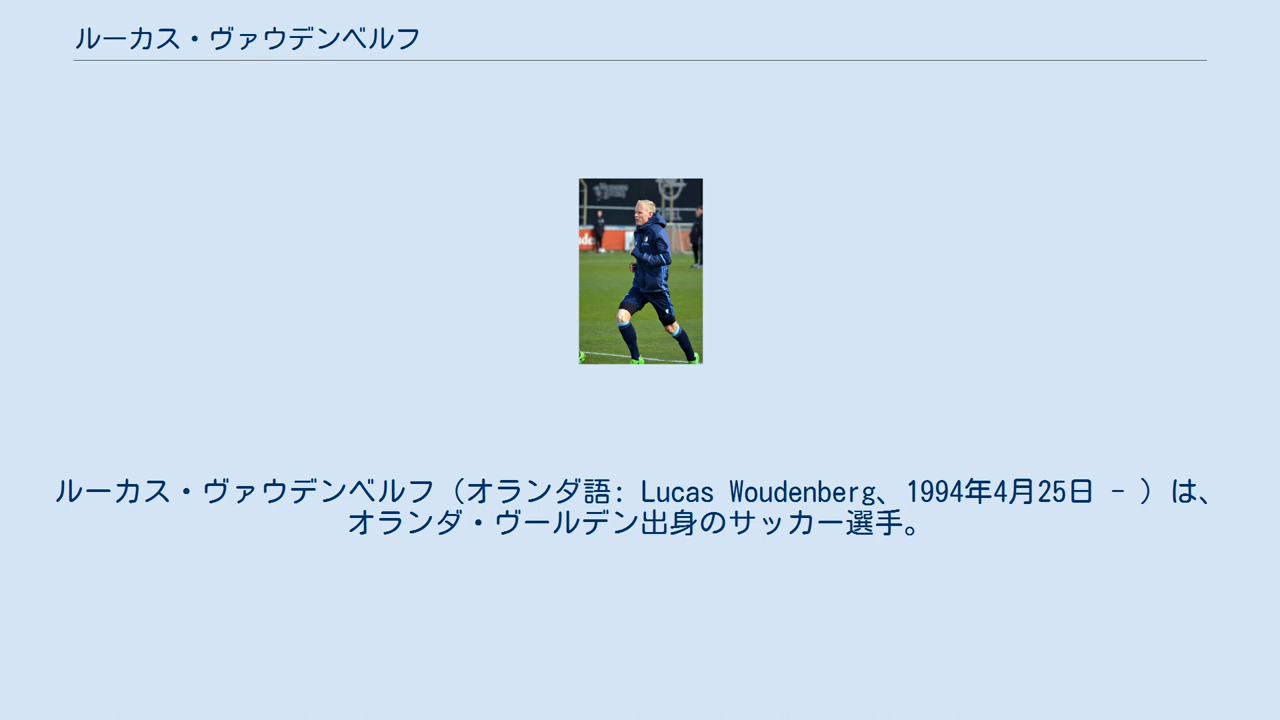 ルーカス・ヴァウデンベルフ
ルーカス・ヴァウデンベルフ（オランダ語: Lucas Woudenberg、1994年4月25日 - ）は、
オランダ・ヴールデン出身のサッカー選手。